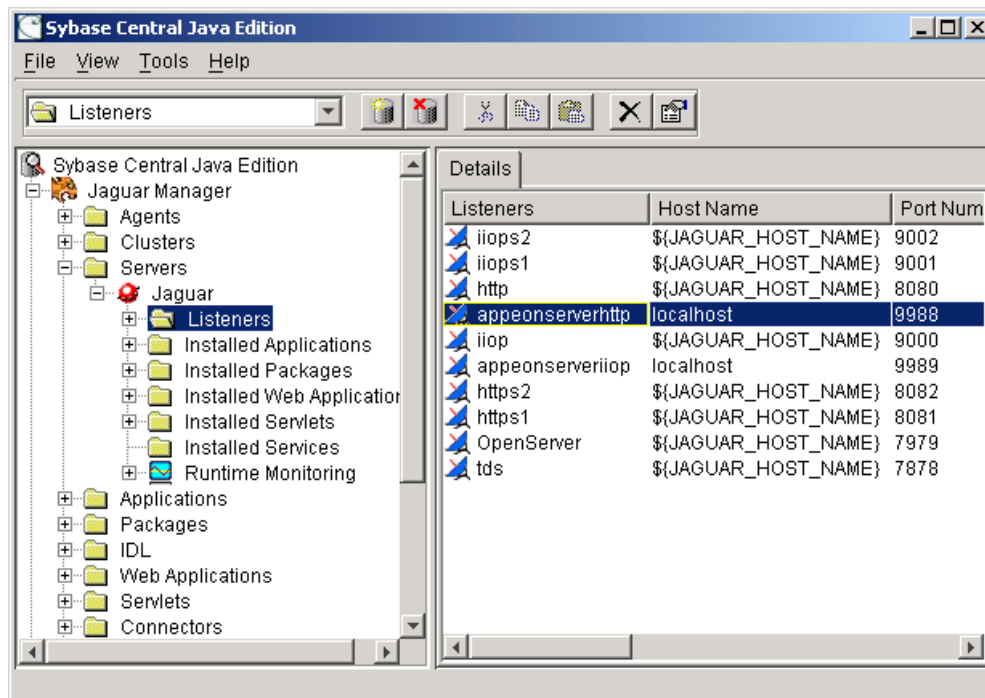 Sybase Central Java Edition
File View Tools Help
Listeners
Sybase Central Java Edition
Jaguar Manager
Agents
Clusters
Servers
Jaguar
Listeners
Installed Applications
Installed Packages
Installed Web Application
Installed Servlets
Installed Services
Runtime Monitoring
Applications
Packages
IDL
Web Applications
Servlets
Connectors
Details
Listeners Host Name Port Num
iiops2 ${JAGUAR_HOST_NAME} 9002
iiops1 ${JAGUAR_HOST_NAME} 9001
http ${JAGUAR_HOST_NAME} 8080
appeonserverhttp localhost 9988
iiop ${JAGUAR_HOST_NAME} 9000
appeonserveriiop localhost 9989
https2 ${JAGUAR_HOST_NAME} 8082
https1 ${JAGUAR_HOST_NAME} 8081
OpenServer ${JAGUAR_HOST_NAME} 7979
tds ${JAGUAR_HOST_NAME} 7878